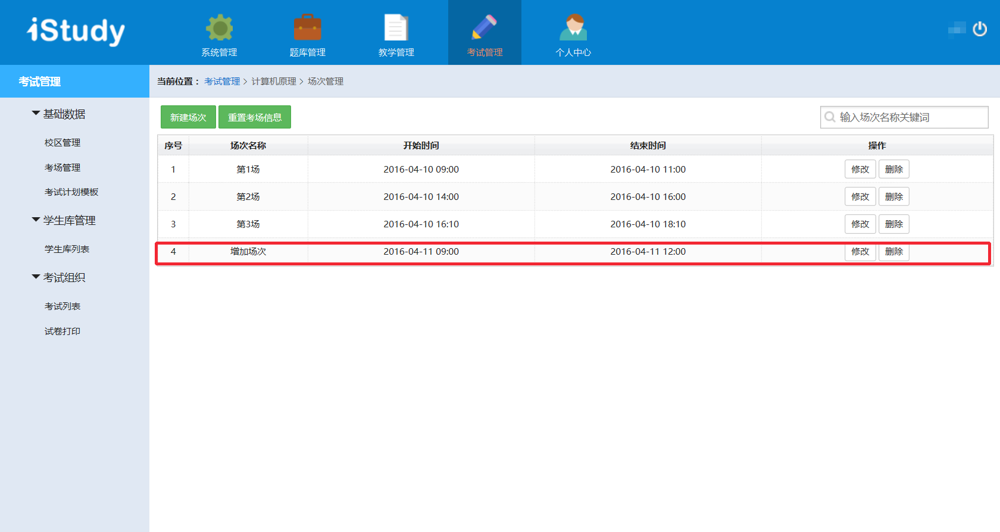 iStudy
系统管理 题库管理 教学管理 考试管理 个人中心
考试管理
当前位置： 考试管理 > 计算机原理 > 场次管理
基础数据
校区管理
考场管理
考试计划模板
学生库管理
学生库列表
考试组织
考试列表
试卷打印
新建场次 重置考场信息 输入场次名称关键词
序号 场次名称 开始时间 结束时间 操作
1 第1场 2016-04-10 09:00 2016-04-10 11:00 修改 删除
2 第2场 2016-04-10 14:00 2016-04-10 16:00 修改 删除
3 第3场 2016-04-10 16:10 2016-04-10 18:10 修改 删除
4 增加场次 2016-04-11 09:00 2016-04-11 12:00 修改 删除